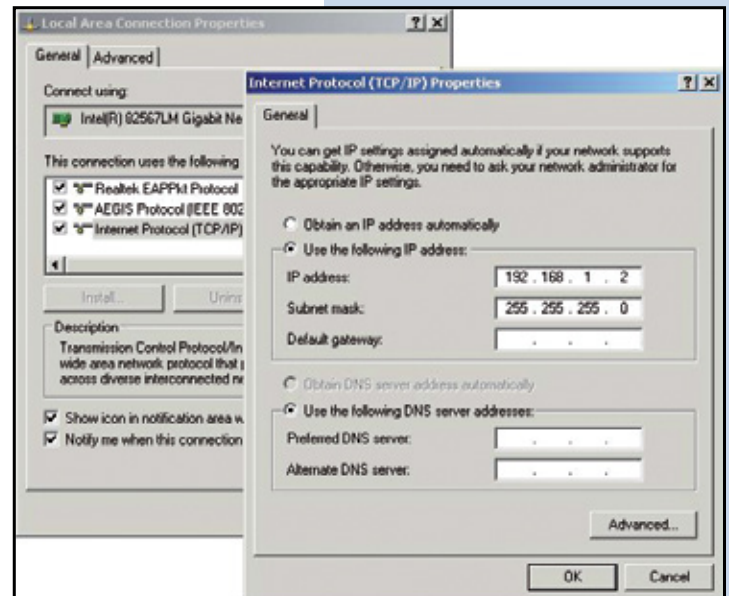 Local Area Connection Properties
General Advanced
Connect using:
Intel(R) 82567LM Gigabit Ne
This connection uses the following
Realtek EAPPkt Protocol
AEGIS Protocol (IEEE 802
Internet Protocol (TCP/IP)
Install...
Unins
Description
Transmission Control Protocol/In
wide area network protocol that
across diverse interconnected ne
Show icon in notification area w
Notify me when this connection
Internet Protocol (TCP/IP) Properties
General
You can get IP settings assigned automatically if your network supports
this capability. Otherwise, you need to ask your network administrator for
the appropriate IP settings.
Obtain an IP address automatically
Use the following IP address:
IP address: 192 . 168 . 1 . 2
Subnet mask: 255 . 255 . 255 . 0
Default gateway: . . .
Obtain DNS server address automatically
Use the following DNS server addresses:
Preferred DNS server: . . .
Alternate DNS server: . . .
Advanced...
OK Cancel